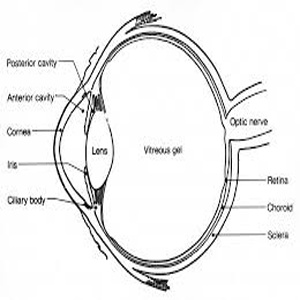 Posterior cavity
Anterior cavity
Cornea
Iris
Ciliary body
Lens
Vitreous gel
Optic nerve
Retina
Choroid
Sclera